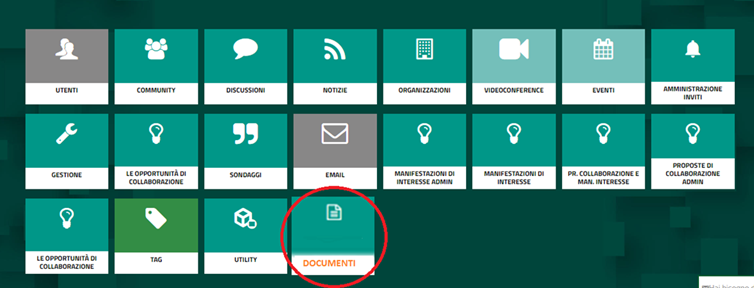 UTENTI
COMMUNITY
DISCUSSIONI
NOTIZIE
ORGANIZZAZIONI
VIDEOCONFERENCE
EVENTI
AMMINISTRAZIONE
INVITI
GESTIONE
LE OPPORTUNITÀ DI
COLLABORAZIONE
SONDAGGI
EMAIL
MANIFESTAZIONI DI
INTERESSE ADMIN
MANIFESTAZIONI DI
INTERESSE
PR. COLLABORAZIONE E
MAN. INTERESSE
PROPOSTE DI
COLLABORAZIONE
ADMIN
LE OPPORTUNITÀ DI
COLLABORAZIONE
TAG
UTILITY
DOCUMENTI